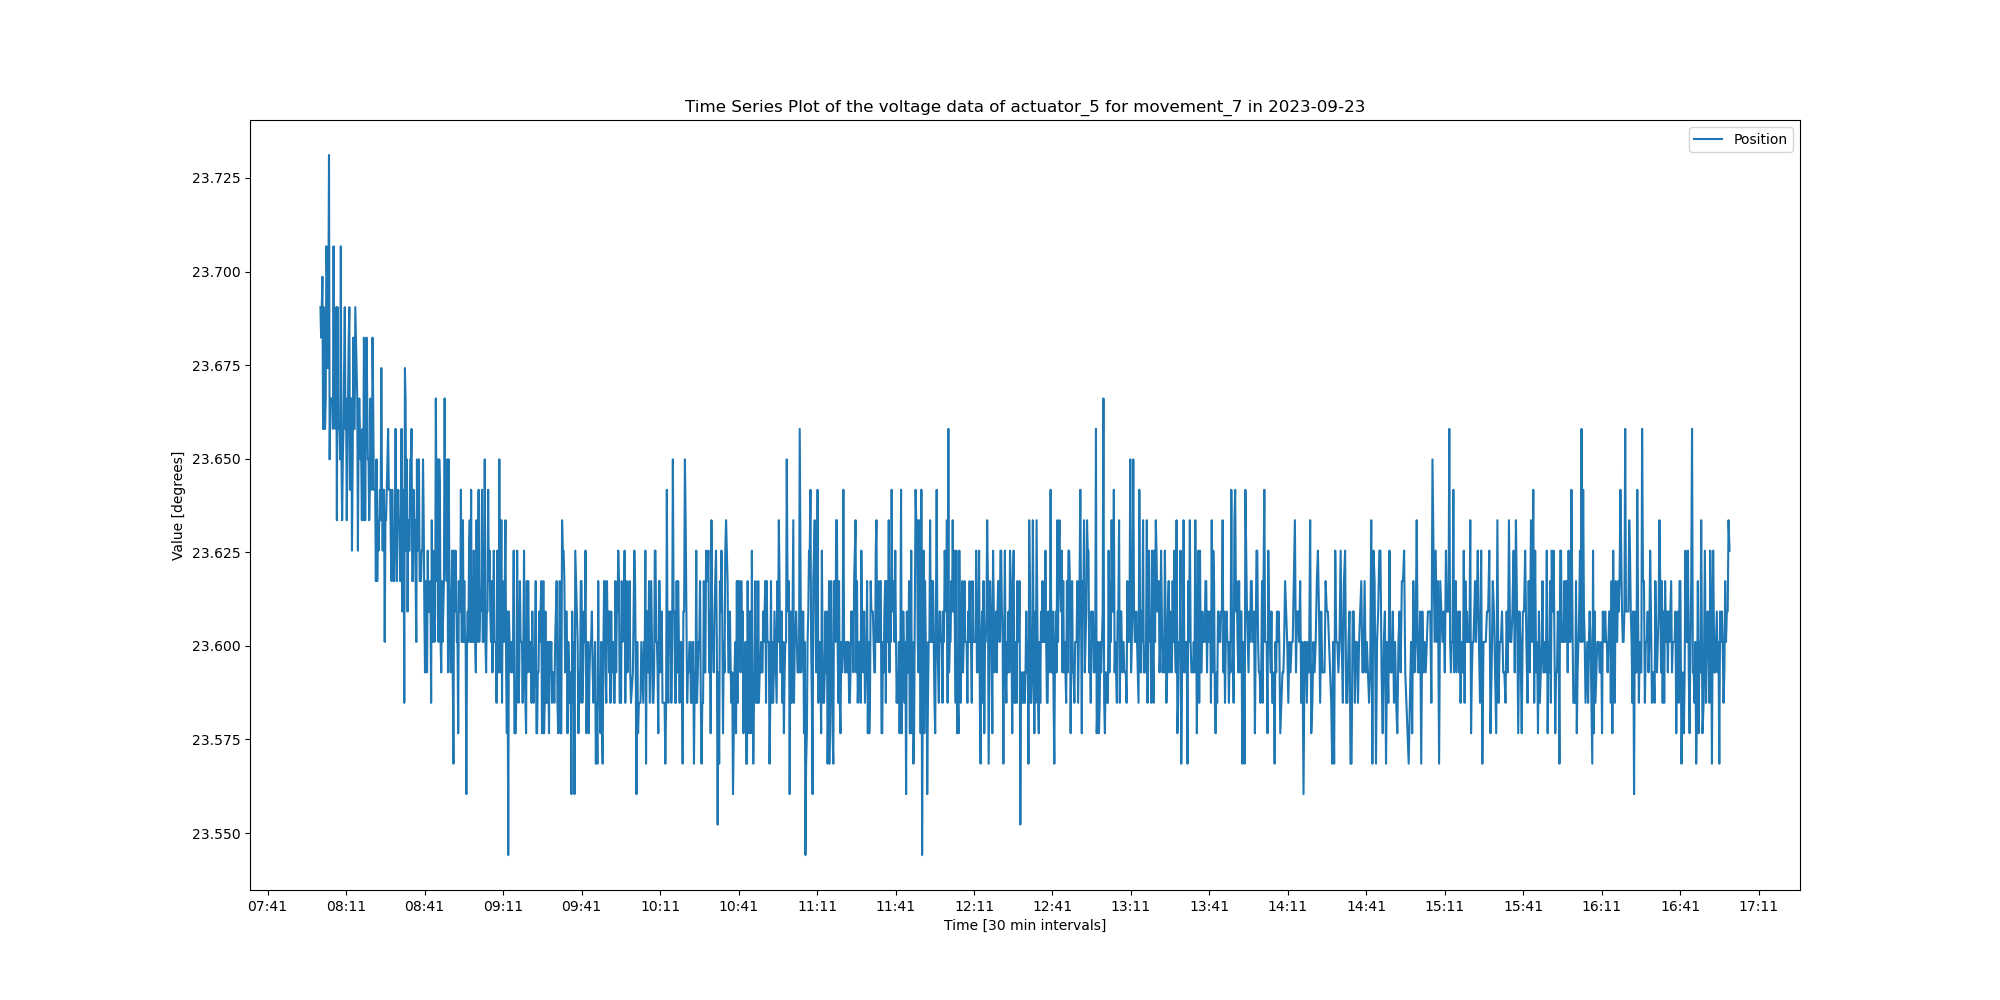 Time Series Plot of the voltage data of actuator_5 for movement_7 in 2023-09-23
Position
23.725
23.700
23.675
23.650
23.625
23.600
23.575
23.550
Value [degrees]
07:41 08:11 08:41 09:11 09:41 10:11 10:41 11:11 11:41 12:11 12:41 13:11 13:41 14:11 14:41 15:11 15:41 16:11 16:41 17:11
Time [30 min intervals]